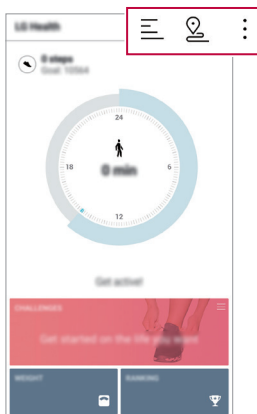 LG Health
0 steps
Goal: 10564
24
18
6
0 min
12
Get active!
CHALLENGES
Get started on the life you want
WEIGHT
RANKING